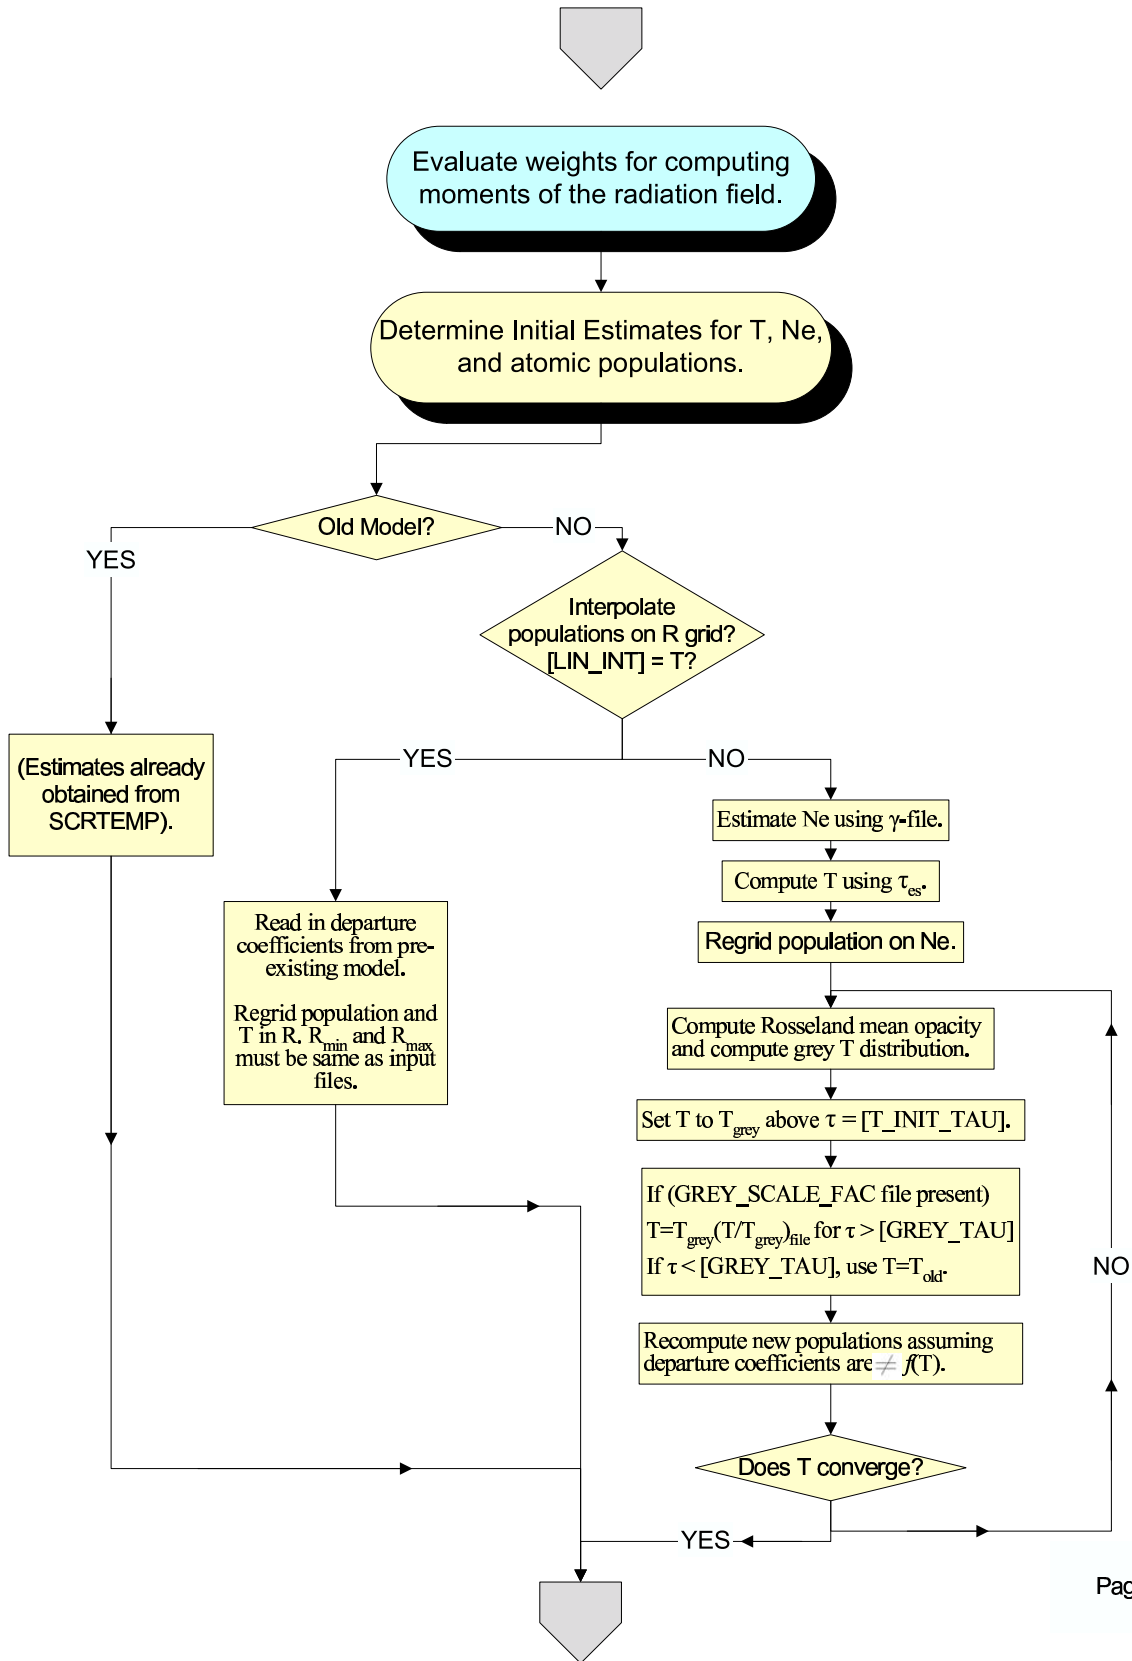 Evaluate weights for computing
moments of the radiation field.
Determine Initial Estimates for T, Ne,
and atomic populations.
Old Model?
NO
YES
Interpolate
populations on R grid?
[LIN_INT] = T?
YES
NO
(Estimates already
obtained from
SCRTEMP).
Estimate Ne using γ-file.
Compute T using τes.
Regrid population on Ne.
Read in departure
coefficients from pre-
existing model.
Regrid population and
T in R. Rmin and Rmax
must be same as input
files.
Compute Rosseland mean opacity
and compute grey T distribution.
Set T to Tgrey above τ = [T_INIT_TAU].
If (GREY_SCALE_FAC file present)
T=Tgrey(T/Tgrey)file for τ > [GREY_TAU]
If τ < [GREY_TAU], use T=Told.
NO
Recompute new populations assuming
departure coefficients are ≠ f(T).
Does T converge?
YES
Pag